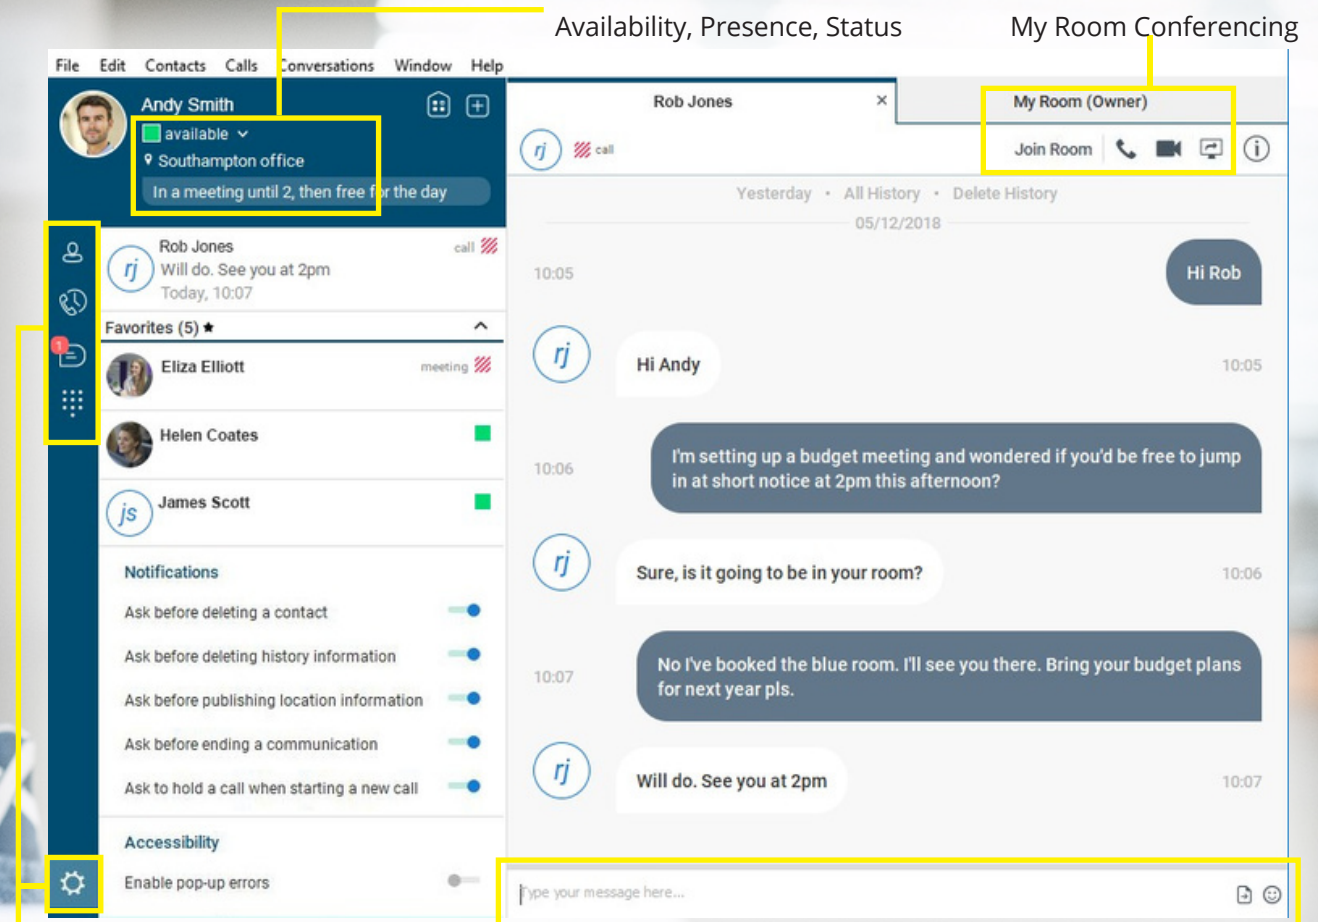 Availability, Presence, Status
My Room Conferencing
File Edit Contacts Calls Conversations Window Help
Andy Smith
available
Southampton office
In a meeting until 2, then free for the day
Rob Jones
call
Will do. See you at 2pm
Today, 10:07
Favorites (5) ★
1
Eliza Elliott
meeting
Helen Coates
James Scott
js
rj
Notifications
Ask before deleting a contact
Ask before deleting history information
Ask before publishing location information
Ask before ending a communication
Ask to hold a call when starting a new call
Accessibility
Enable pop-up errors
Rob Jones ×
My Room (Owner)
rj call
Join Room
Yesterday • All History • Delete History
05/12/2018
10:05
Hi Rob
rj
Hi Andy
10:05
10:06
I'm setting up a budget meeting and wondered if you'd be free to jump
in at short notice at 2pm this afternoon?
rj
Sure, is it going to be in your room?
10:06
10:07
No I've booked the blue room. I'll see you there. Bring your budget plans
for next year pls.
rj
Will do. See you at 2pm
10:07
Type your message here...